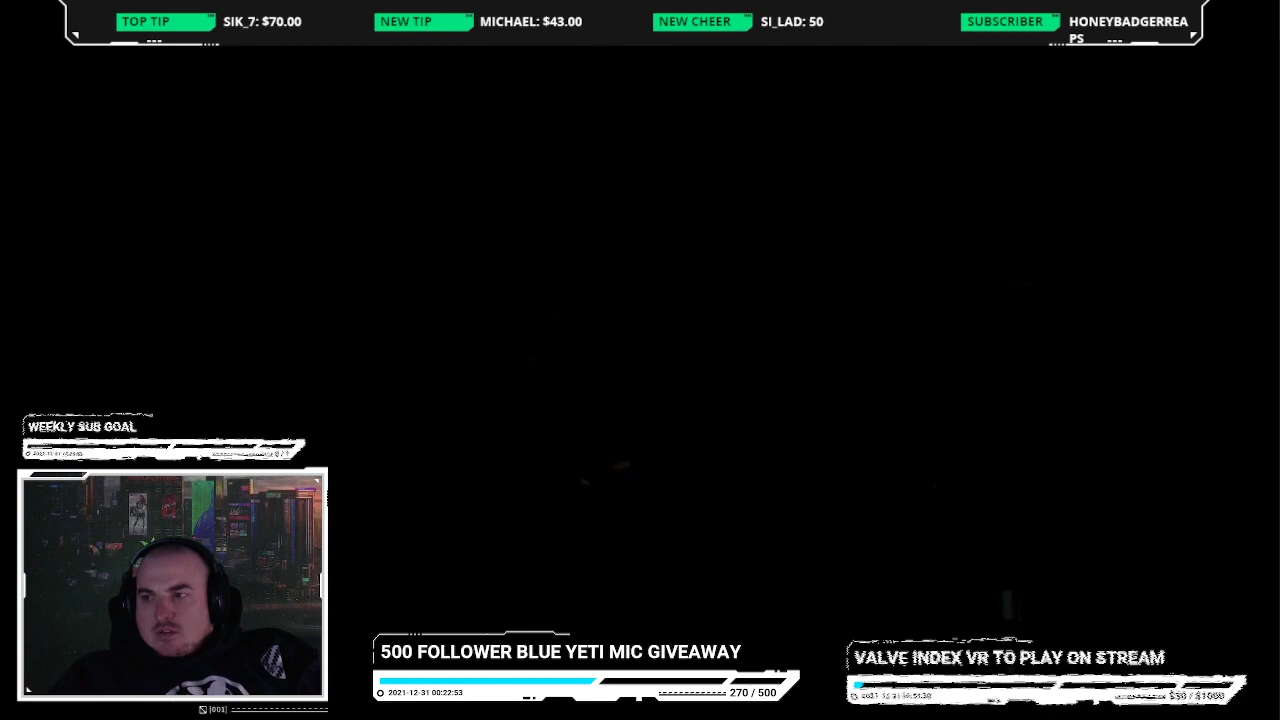 TOP TIP SIK_7: $70.00 NEW TIP MICHAEL: $43.00 NEW CHEER SI_LAD: 50 SUBSCRIBER HONEYBADGERREA
PS
WEEKLY SUB GOAL
500 FOLLOWER BLUE YETI MIC GIVEAWAY
2021-12-31 00:22:53 270 / 500
VALVE INDEX VR TO PLAY ON STREAM
[001]